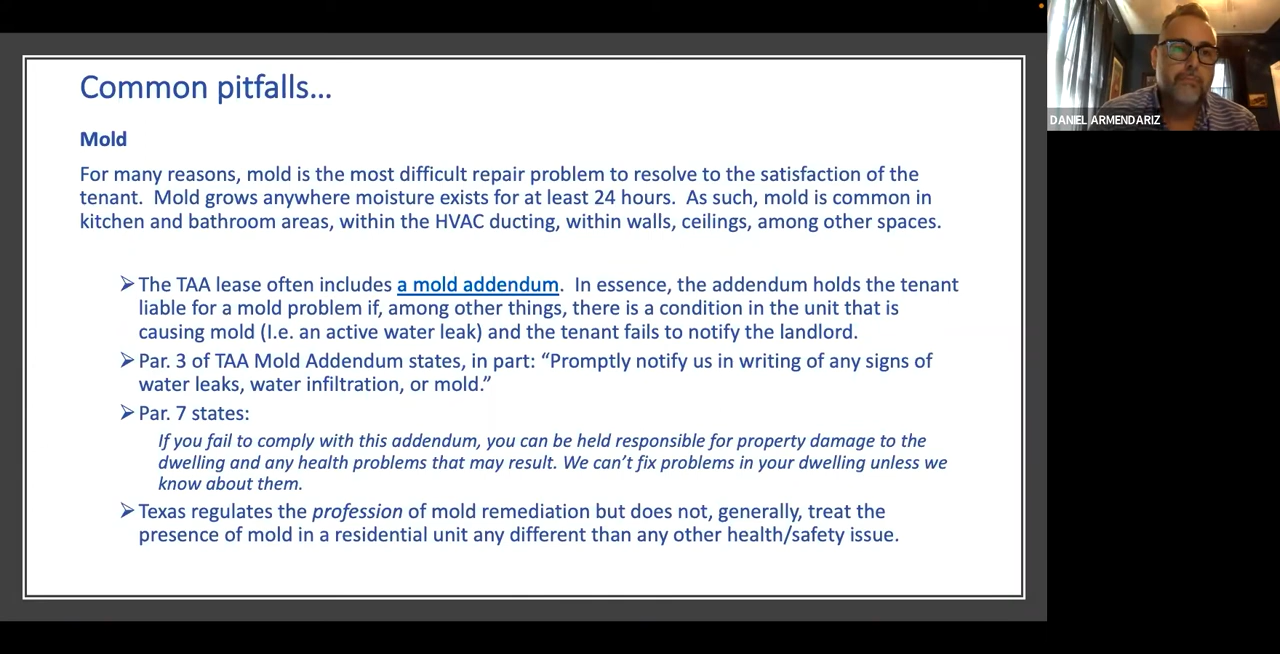 Common pitfalls...
Mold
For many reasons, mold is the most difficult repair problem to resolve to the satisfaction of the
tenant.  Mold grows anywhere moisture exists for at least 24 hours.  As such, mold is common in
kitchen and bathroom areas, within the HVAC ducting, within walls, ceilings, among other spaces.
➢The TAA lease often includes a mold addendum.  In essence, the addendum holds the tenant
liable for a mold problem if, among other things, there is a condition in the unit that is
causing mold (I.e. an active water leak) and the tenant fails to notify the landlord.
➢Par. 3 of TAA Mold Addendum states, in part: “Promptly notify us in writing of any signs of
water leaks, water infiltration, or mold.”
➢Par. 7 states:
If you fail to comply with this addendum, you can be held responsible for property damage to the
dwelling and any health problems that may result. We can’t fix problems in your dwelling unless we
know about them.
➢Texas regulates the profession of mold remediation but does not, generally, treat the
presence of mold in a residential unit any different than any other health/safety issue.
DANIEL ARMENDARIZ